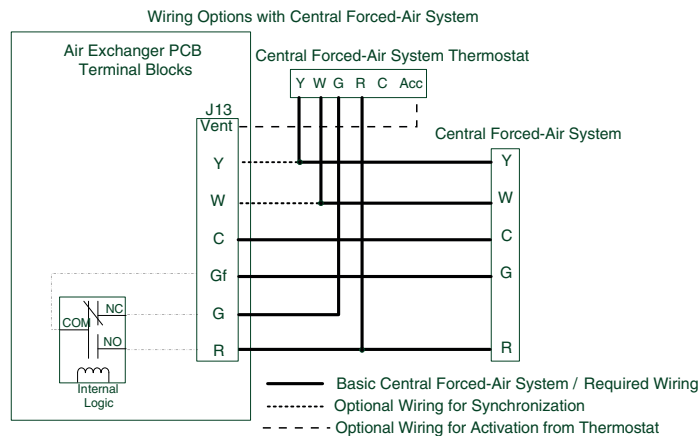 Wiring Options with Central Forced-Air System
Air Exchanger PCB
Terminal Blocks
Central Forced-Air System Thermostat
Y W G R C Acc
J13
Vent
Central Forced-Air System
Y
Y
W
W
C
C
Gf
G
NC
COM
G
NO
R
R
Internal
Logic
Basic Central Forced-Air System / Required Wiring
Optional Wiring for Synchronization
Optional Wiring for Activation from Thermostat